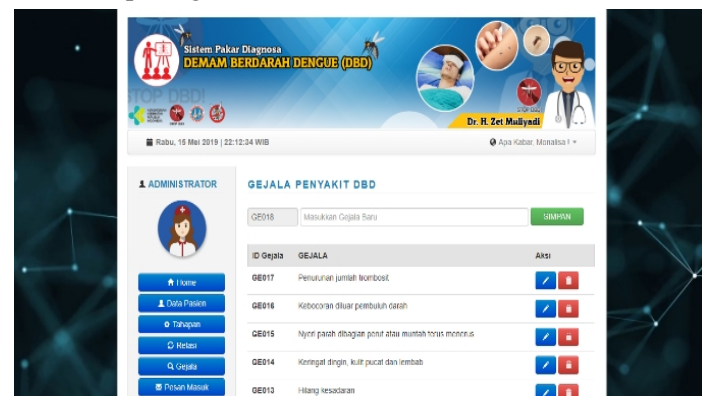 Sistem Pakar Diagnosa
DEMAM BERDARAH DENGUE (DBD)
STOP DBD!
Dr. H. Zet Mulyadi
Rabu, 15 Mei 2019 | 22:12:34 WIB
Apa Kabar, Monalisa !
ADMINISTRATOR
GEJALA PENYAKIT DBD
GE018
Masukkan Gejala Baru
SIMPAN
ID Gejala GEJALA Aksi
GE017 Penurunan jumlah trombosit
GE016 Kebocoran diluar pembuluh darah
GE015 Nyeri parah dibagian perut atau muntah terus menerus
GE014 Keringat dingin, kulit pucat dan lembab
GE013 Hilang kesadaran
Home
Data Pasien
Tahapan
Relasi
Gejala
Pesan Masuk